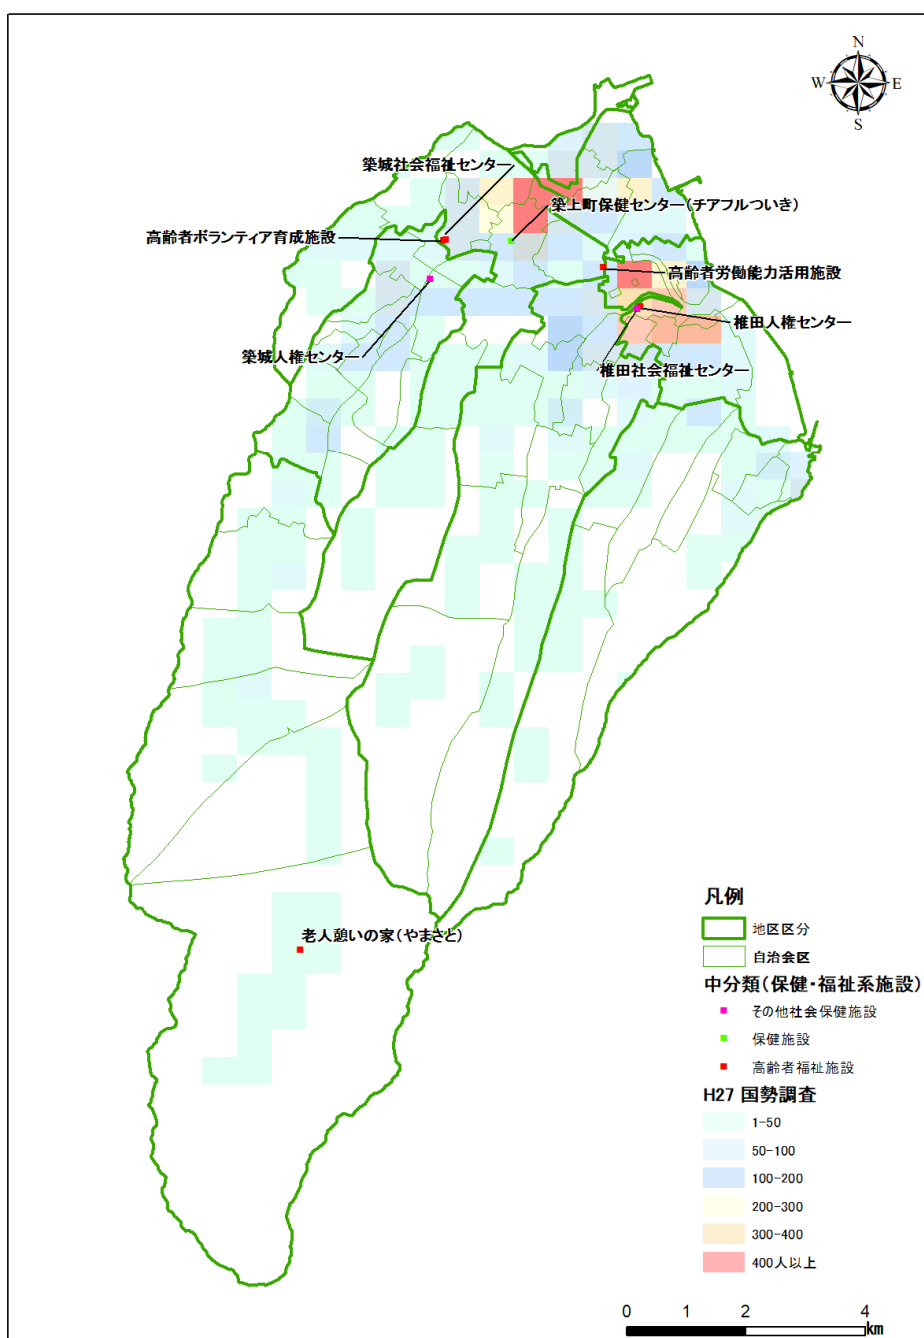 N
W
E
S
築城社会福祉センター
築上町保健センター(チアフルついき)
高齢者ボランティア育成施設
高齢者労働能力活用施設
椎田人権センター
築城人権センター
椎田社会福祉センター
老人憩いの家(やまさと)
凡例
地区区分
自治会区
中分類(保健・福祉系施設)
その他社会保健施設
保健施設
高齢者福祉施設
H27 国勢調査
1-50
50-100
100-200
200-300
300-400
400人以上
0 1 2 4
km